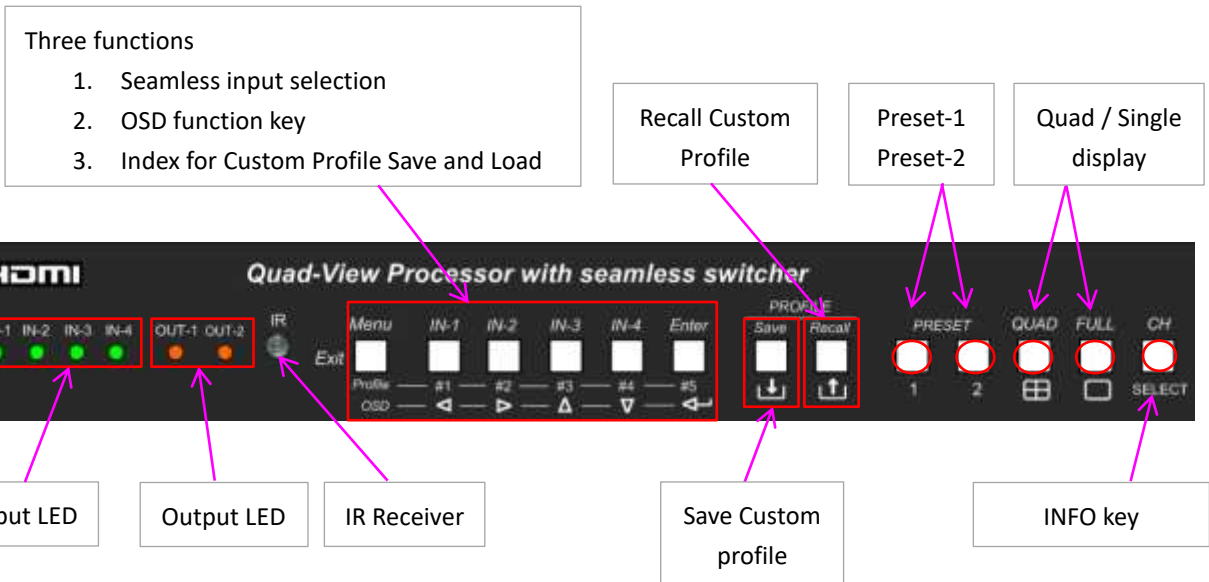 Three functions
1. Seamless input selection
2. OSD function key
3. Index for Custom Profile Save and Load
Recall Custom
Profile
Preset-1
Preset-2
Quad / Single
display
HDMI
Quad-View Processor with seamless switcher
PROFILE
-1 IN-2 IN-3 IN-4 OUT-1 OUT-2 IR
Menu IN-1 IN-2 IN-3 IN-4 Enter Save Recall PRESET QUAD FULL CH
Exit
Profile #1 #2 #3 #4 #5
1 2 SELECT
OSD
put LED
Output LED
IR Receiver
Save Custom
profile
INFO key